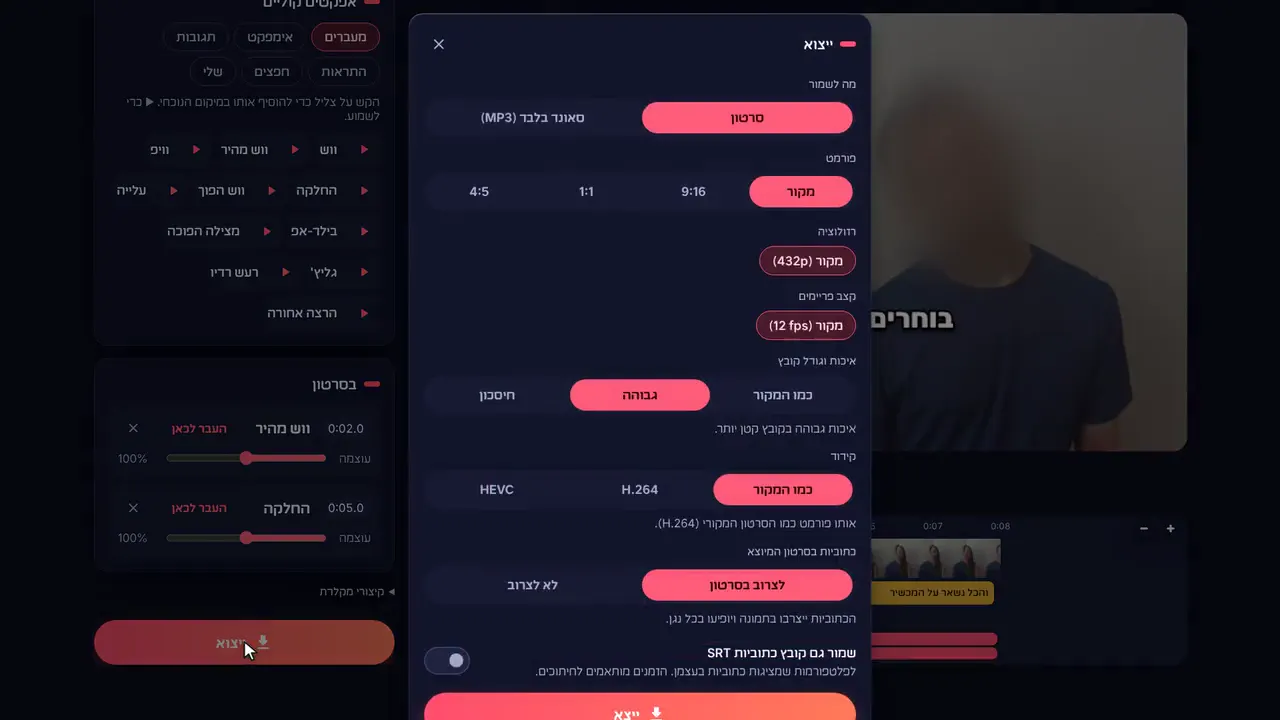 ייצוא
מה לשמור
סרטון
סאונד בלבד (MP3)
פורמט
מקור
9:16
1:1
4:5
רזולוציה
מקור (432p)
קצב פריימים
מקור (12 fps)
איכות וגודל קובץ
כמו המקור
גבוהה
חיסכון
איכות גבוהה בקובץ קטן יותר.
קידוד
כמו המקור
H.264
HEVC
אותו פורמט כמו הסרטון המקורי (H.264).
כתוביות בסרטון המיוצא
לצרוב בסרטון
לא לצרוב
הכתוביות ייצרבו בתמונה ויופיעו בכל נגן.
שמור גם קובץ כתוביות SRT
לפלטפורמות שמציגות כתוביות בעצמן. הזמנים מותאמים לחיתוכים.
ייצא
בוחרים
0:07
0:08
והכל נשאר על המכשיר
אפקטים קוליים
מעברים
אימפקט
תגובות
התראות
חפצים
שלי
הקש על צליל כדי להוסיף אותו במיקום הנוכחי. ▶ כדי
לשמוע.
ווש
ווש מהיר
וויפ
החלקה
ווש הפוך
עלייה
בילד-אפ
מצילה הפוכה
גליץ'
רעש רדיו
הרצה אחורה
בסרטון
0:02.0
ווש מהיר
העבר לכאן
עוצמה
100%
0:05.0
החלקה
העבר לכאן
עוצמה
100%
קיצורי מקלדת
ייצוא